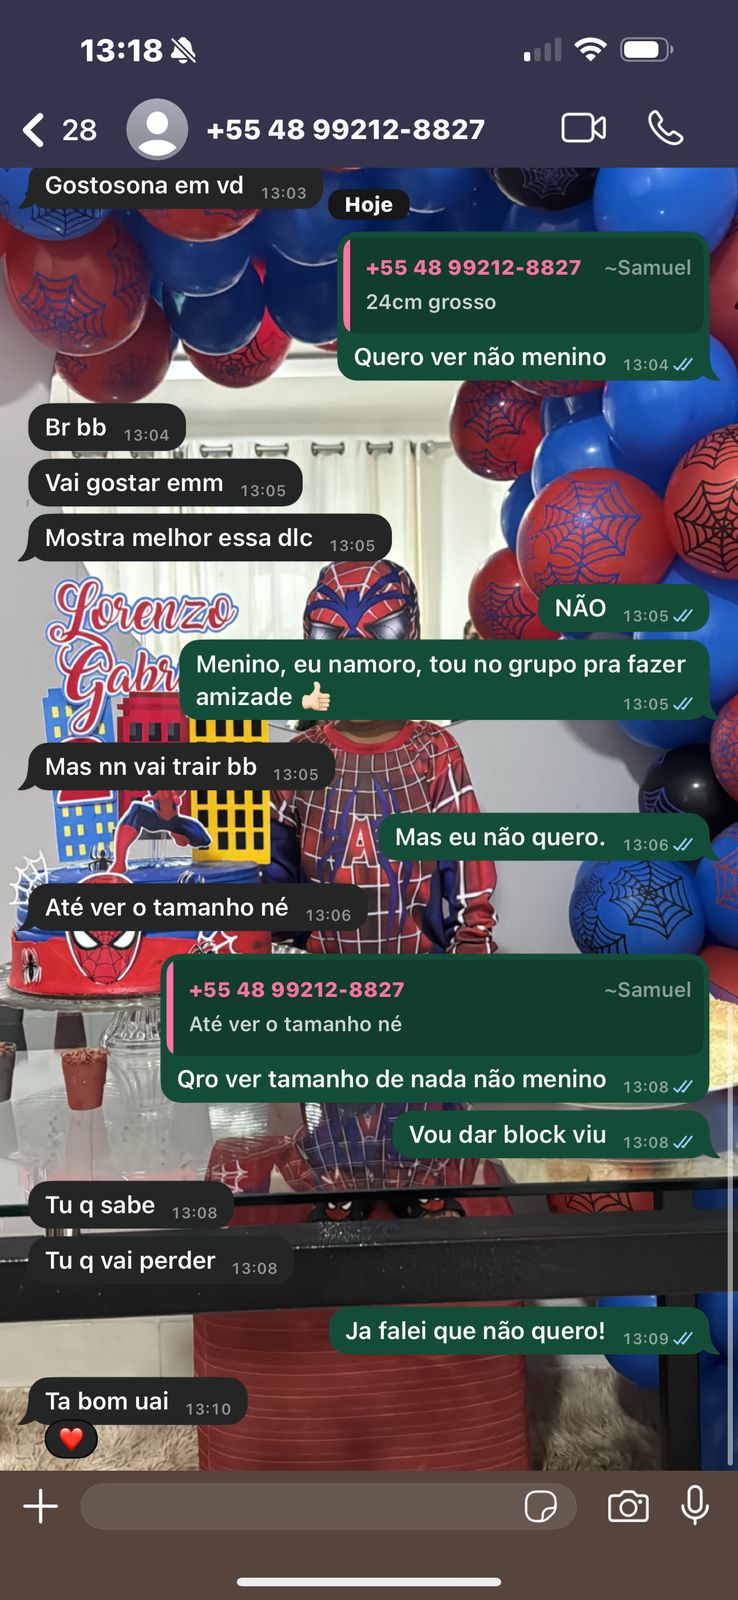 13:18
28
+55 48 99212-8827
Gostosona em vd 13:03
Hoje
+55 48 99212-8827 ~Samuel
24cm grosso
Quero ver não menino 13:04
Br bb 13:04
Vai gostar emm 13:05
Mostra melhor essa dlc 13:05
Lorenzo
NÃO 13:05
Gabr
Menino, eu namoro, tou no grupo pra fazer
amizade 👍🏻 13:05
Mas nn vai trair bb 13:05
A
Mas eu não quero. 13:06
Até ver o tamanho né 13:06
+55 48 99212-8827 ~Samuel
Até ver o tamanho né
Qro ver tamanho de nada não menino 13:08
Vou dar block viu 13:08
Tu q sabe 13:08
Tu q vai perder 13:08
Ja falei que não quero! 13:09
Ta bom uai 13:10
❤️